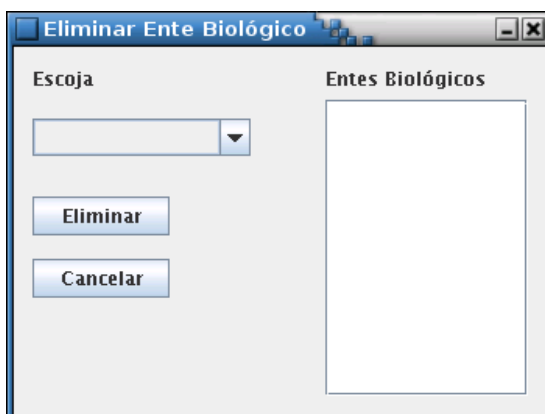 Eliminar Ente Biológico
Escoja
Entes Biológicos
Eliminar
Cancelar